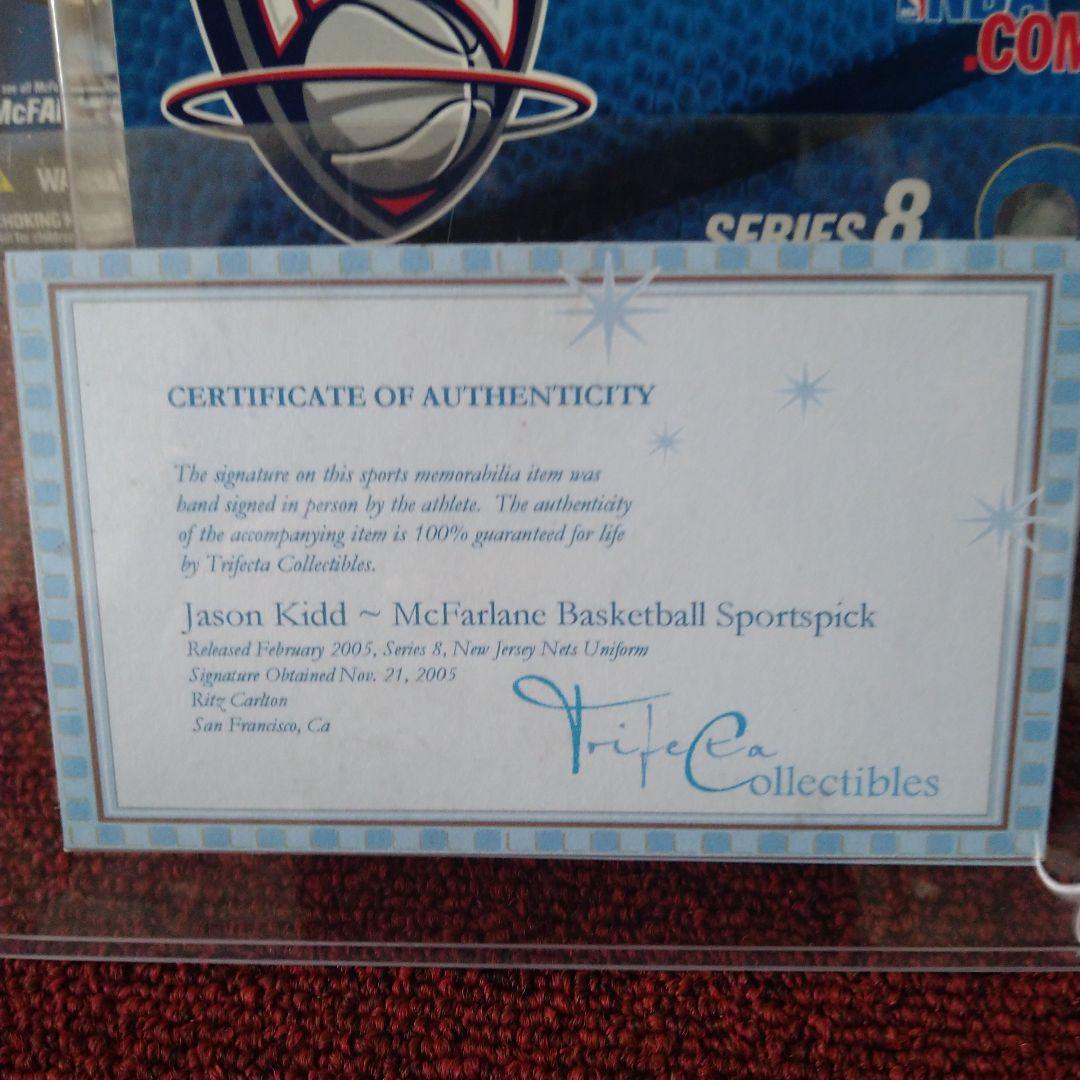 NBA
.COM
McFA
WA
CHOKING
SERIES 8
CERTIFICATE OF AUTHENTICITY
The signature on this sports memorabilia item was
hand signed in person by the athlete. The authenticity
of the accompanying item is 100% guaranteed for life
by Trifecta Collectibles.
Jason Kidd ~ McFarlane Basketball Sportspick
Released February 2005, Series 8, New Jersey Nets Uniform
Signature Obtained Nov. 21, 2005
Ritz Carlton
San Francisco, Ca
Trifecta
Collectibles